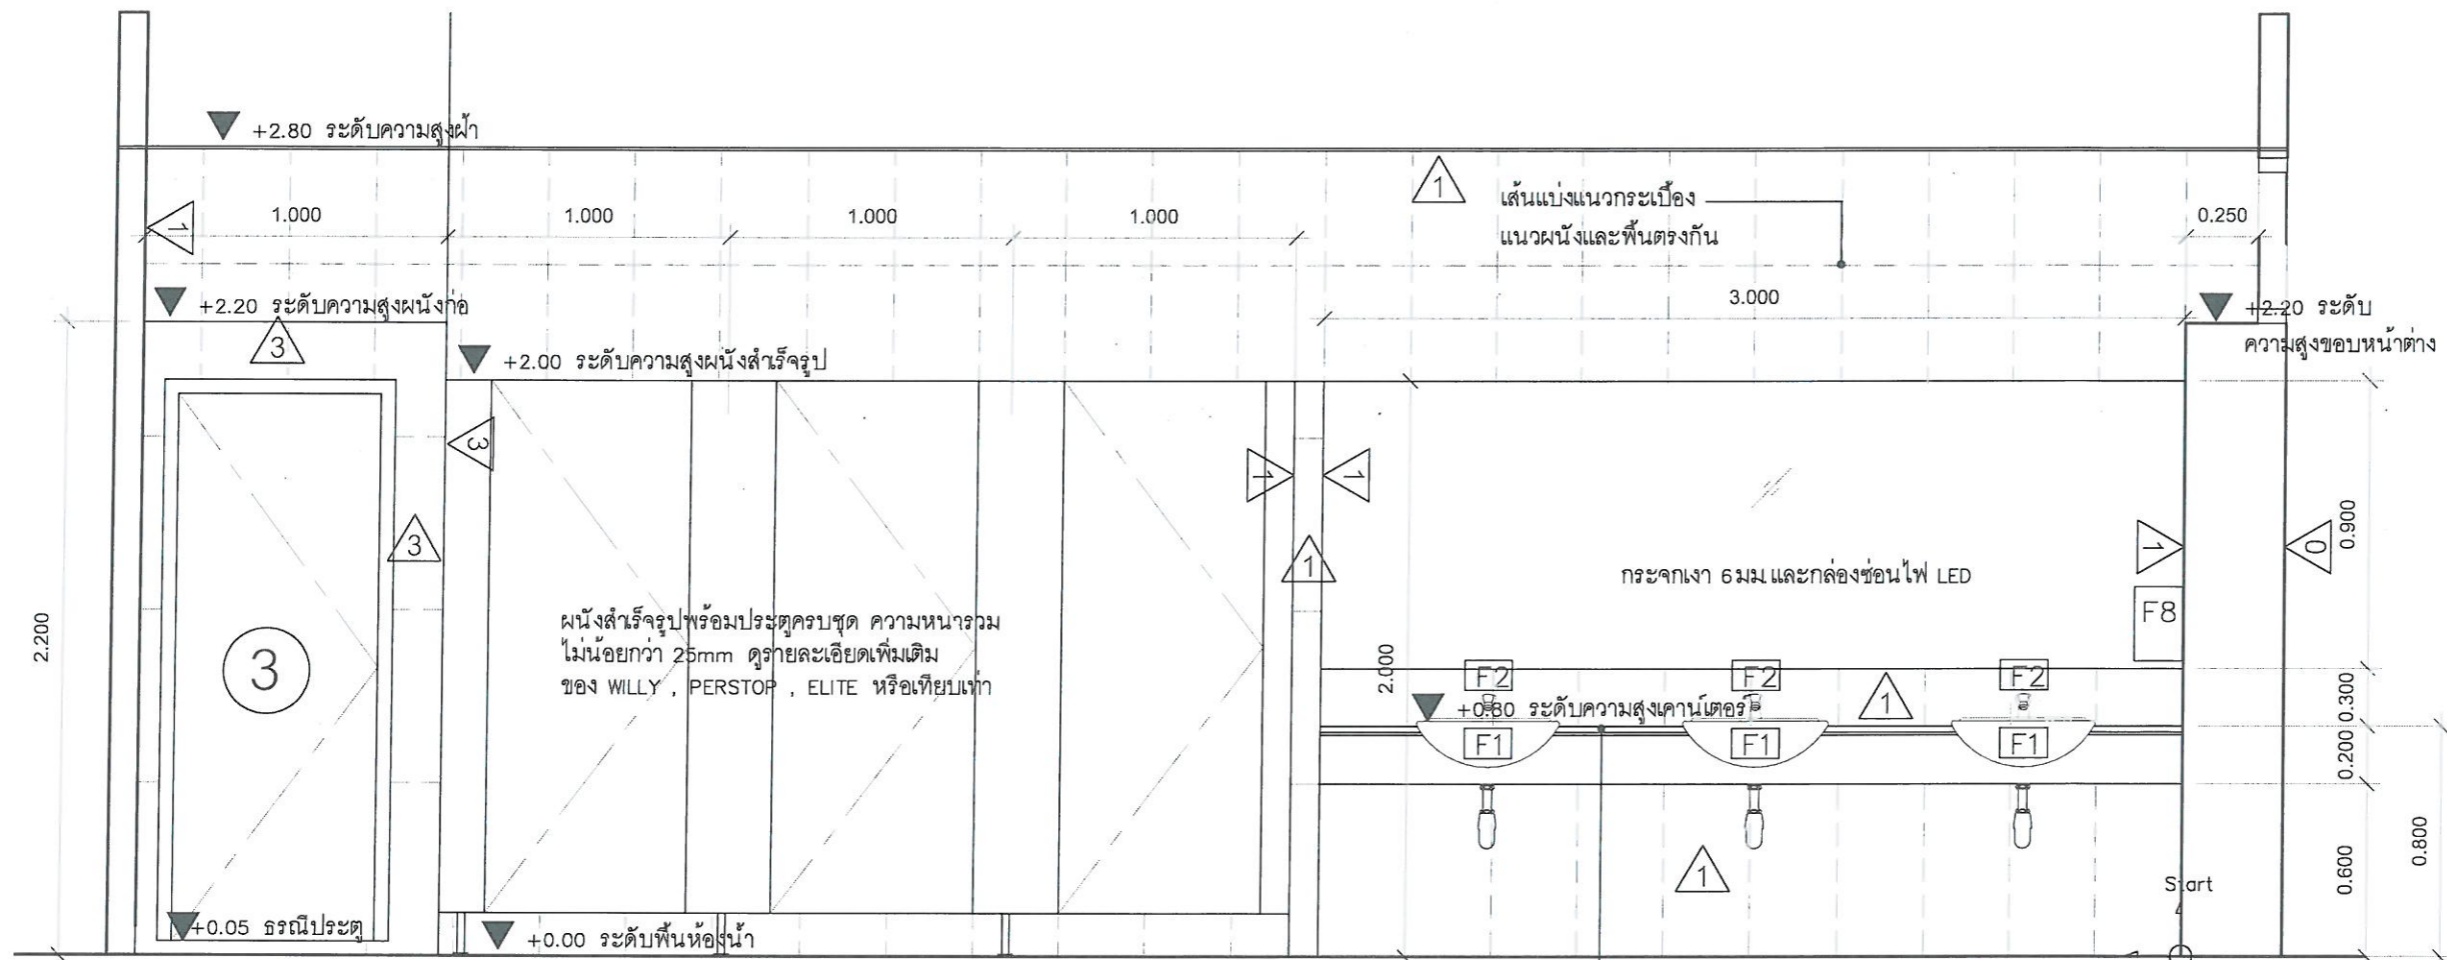 +2.80 ระดับความสูงฝ้า
1
เส้นแบ่งแนวกระเบื้อง
แนวผนังและพื้นตรงกัน
1
1.000
1.000
1.000
1.000
0.250
3.000
+2.20 ระดับความสูงผนังก่อ
+2.20 ระดับ
ความสูงขอบหน้าต่าง
3
+2.00 ระดับความสูงผนังสำเร็จรูป
3
1
1
3
1
1
0
0.900
กระจกเงา 6มม.และกล่องซ่อนไฟ LED
F8
ผนังสำเร็จรูปพร้อมประตูครบชุด ความหนารวม
ไม่น้อยกว่า 25mm ดูรายละเอียดเพิ่มเติม
ของ WILLY , PERSTOP , ELITE หรือเทียบเท่า
2.200
3
2.000
F2
F2
F2
+0.80 ระดับความสูงเคาน์เตอร์
1
0.300
F1
F1
F1
0.200
0.800
0.600
1
Start
+0.05 ธรณีประตู
+0.00 ระดับพื้นห้องน้ำ